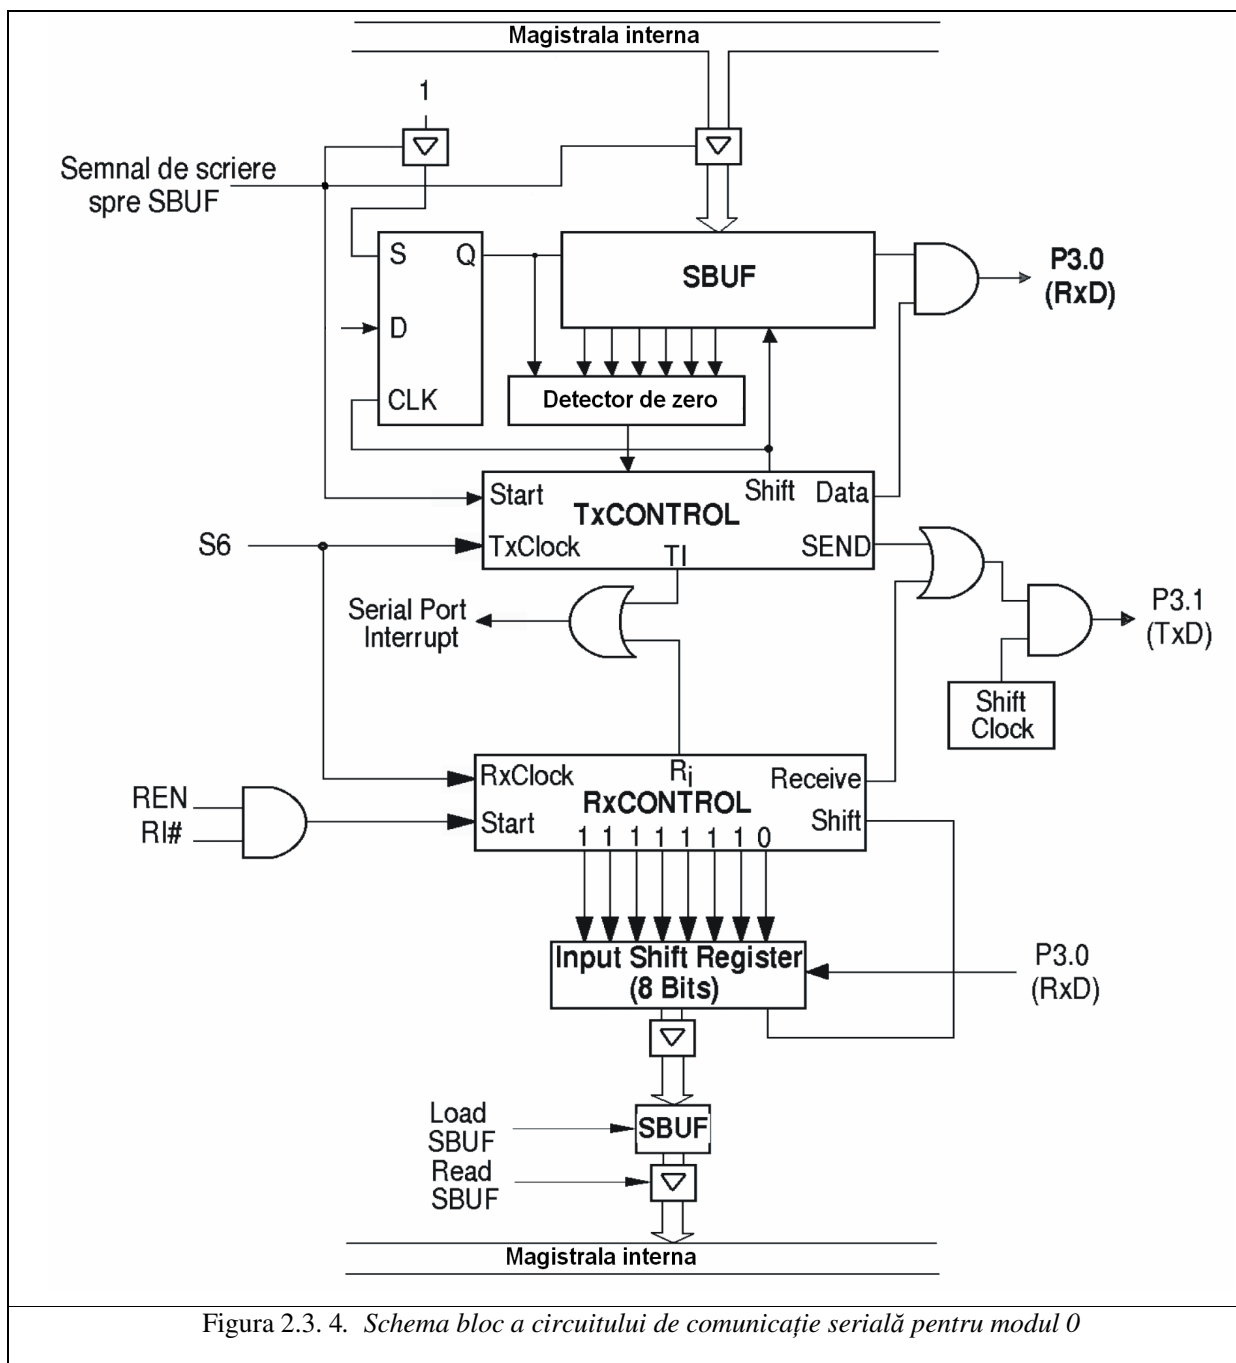 Magistrala interna
1
Semnal de scriere
spre SBUF
S
Q
D
CLK
SBUF
P3.0
(RxD)
Detector de zero
Start
Shift
Data
TxCONTROL
S6
TxClock
TI
SEND
Serial Port
Interrupt
P3.1
(TxD)
Shift
Clock
RxClock
Ri
Receive
REN
RI#
RxCONTROL
Start
Shift
1 1 1 1 1 1 1 0
Input Shift Register
(8 Bits)
P3.0
(RxD)
Load
SBUF
SBUF
Read
SBUF
Magistrala interna
Figura 2.3. 4. Schema bloc a circuitului de comunicație serială pentru modul 0